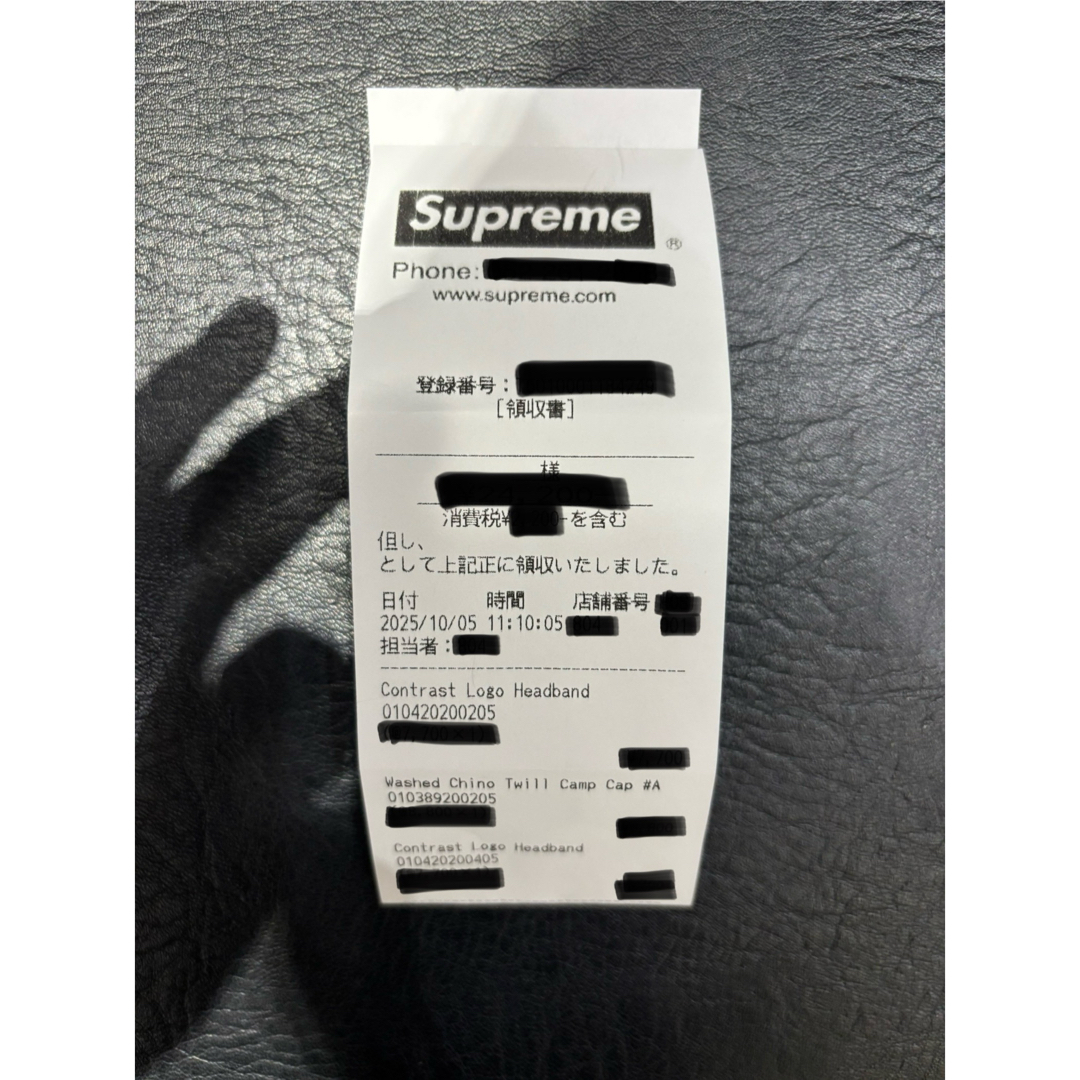 Supreme
®
Phone:
www.supreme.com
登録番号:
[領収書]
様
消費税¥ -を含む
但し、
として上記正に領収いたしました。
日付 時間 店舗番号
2025/10/05 11:10:05
担当者:
Contrast Logo Headband
010420200205
Washed Chino Twill Camp Cap #A
010389200205
Contrast Logo Headband
010420200405